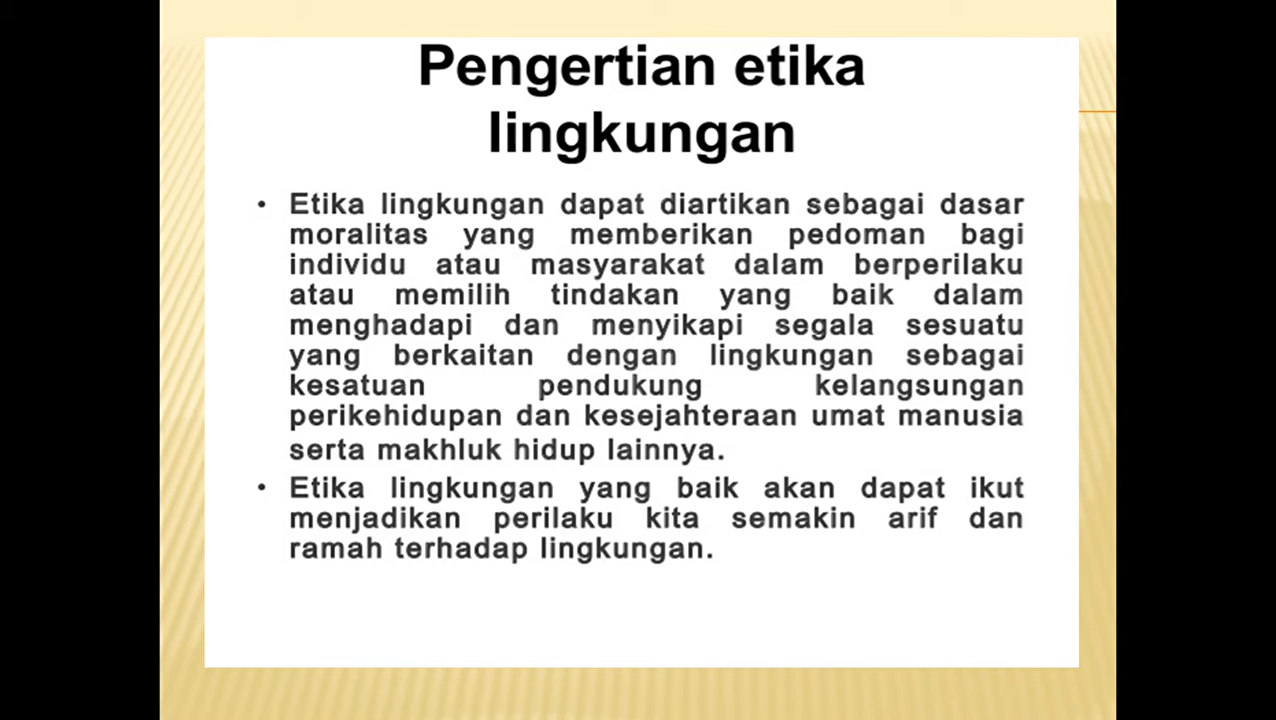 Pengertian etika
lingkungan
• Etika lingkungan dapat diartikan sebagai dasar
moralitas yang memberikan pedoman bagi
individu atau masyarakat dalam berperilaku
atau memilih tindakan yang baik dalam
menghadapi dan menyikapi segala sesuatu
yang berkaitan dengan lingkungan sebagai
kesatuan pendukung kelangsungan
perikehidupan dan kesejahteraan umat manusia
serta makhluk hidup lainnya.
• Etika lingkungan yang baik akan dapat ikut
menjadikan perilaku kita semakin arif dan
ramah terhadap lingkungan.